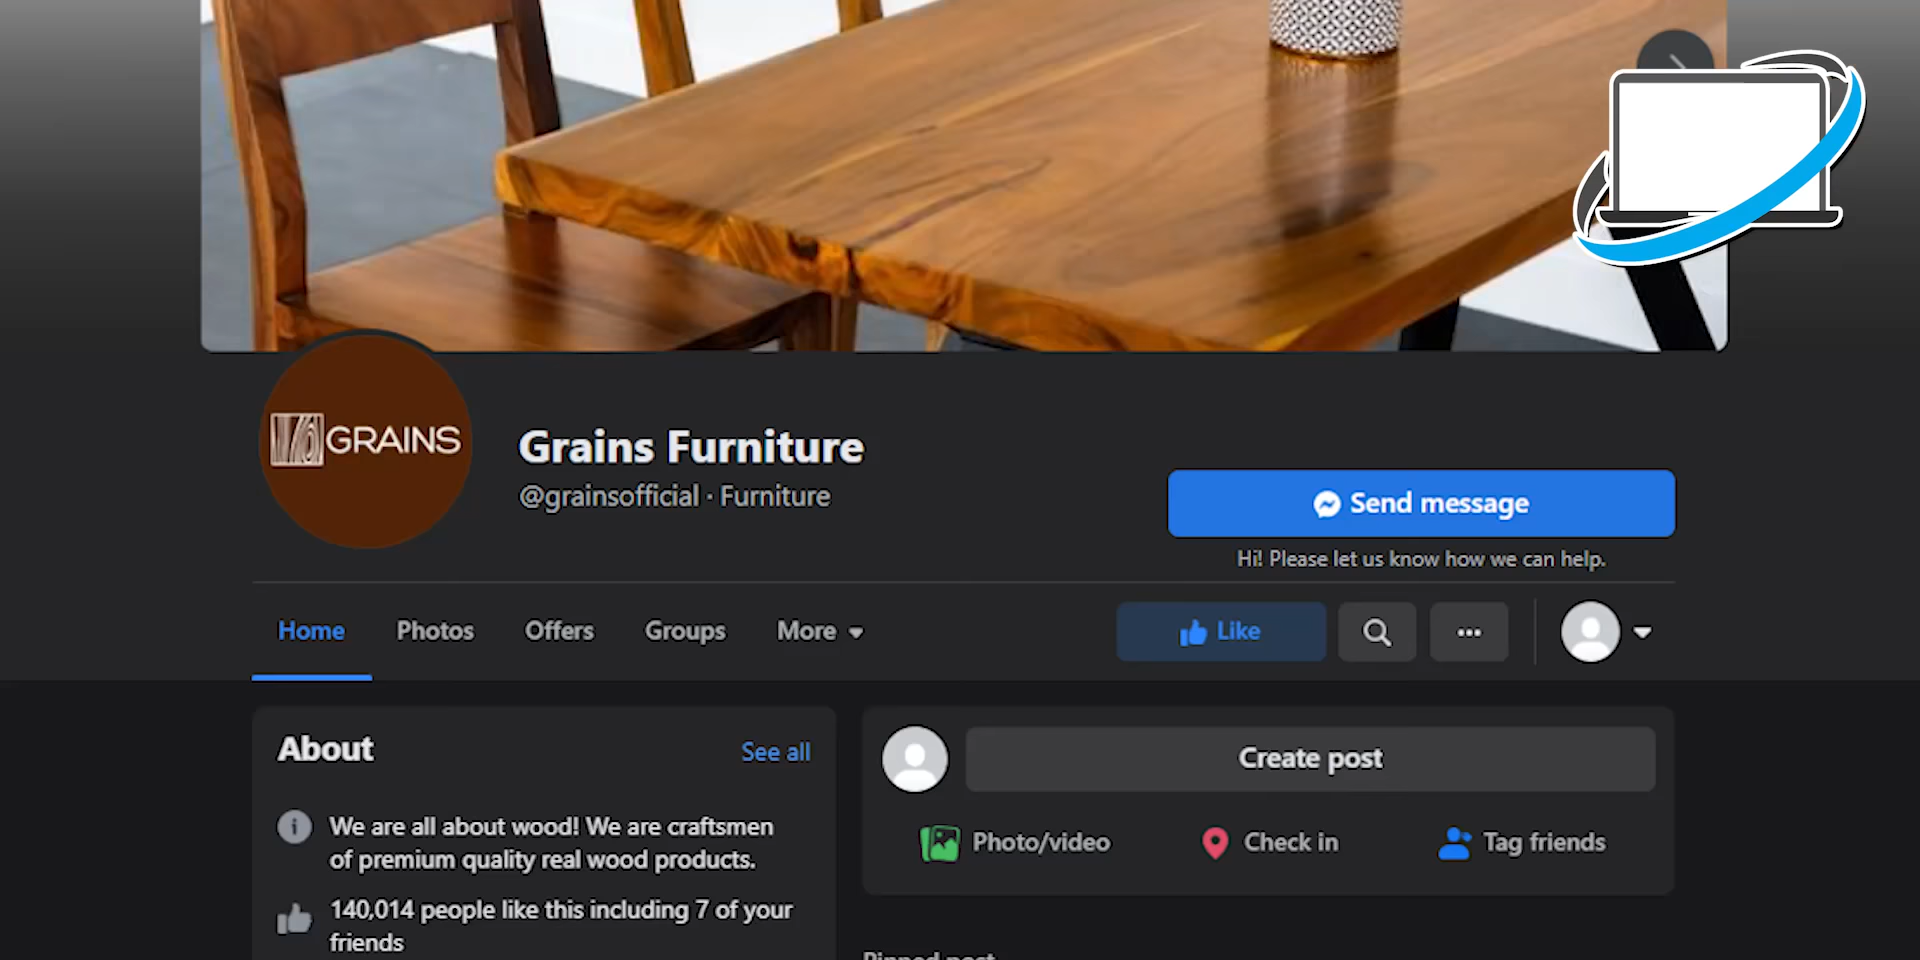 GRAINS
Grains Furniture
@grainsofficial · Furniture
Send message
Hi! Please let us know how we can help.
Home
Photos
Offers
Groups
More
Like
About
See all
We are all about wood! We are craftsmen
of premium quality real wood products.
140,014 people like this including 7 of your
friends
Create post
Photo/video
Check in
Tag friends
Pinned post